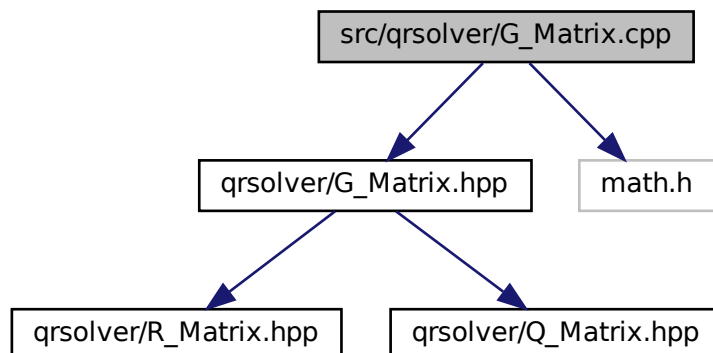 src/qrsolver/G_Matrix.cpp
qrsolver/G_Matrix.hpp
math.h
qrsolver/R_Matrix.hpp
qrsolver/Q_Matrix.hpp